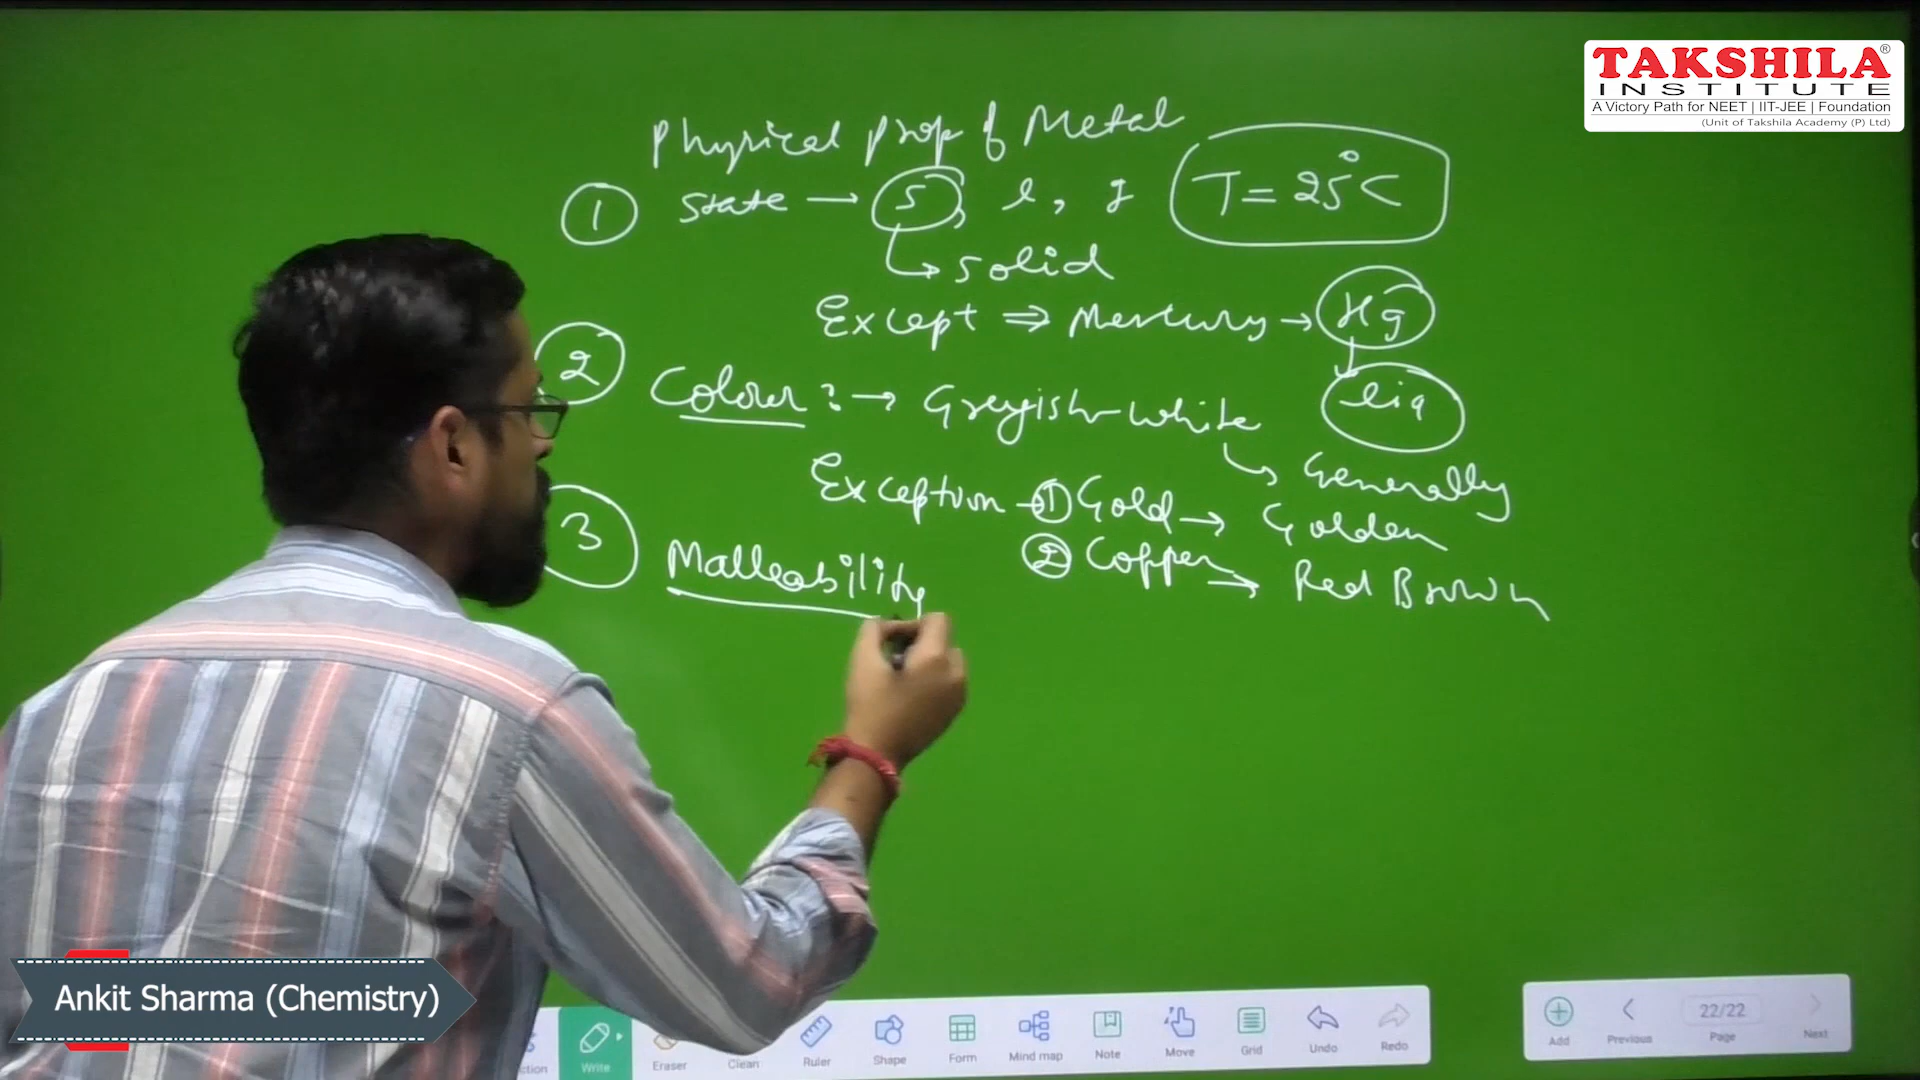 TAKSHILA®
INSTITUTE
A Victory Path for NEET | IIT-JEE | Foundation
(Unit of Takshila Academy (P) Ltd)
Physical Prop of Metal
① State → S, l, g T = 25°C
↳ Solid
Except ⇒ Mercury → Hg
② Colour :→ Greyish-white liq
↳ Generally
Exception → ① Gold → Golden
② Copper → Red Brown
③ Malleability
Ankit Sharma (Chemistry)
Write
Eraser
Clean
Ruler
Shape
Form
Mind map
Note
Move
Grid
Undo
Redo
Add
Previous
22/22
Page
Next